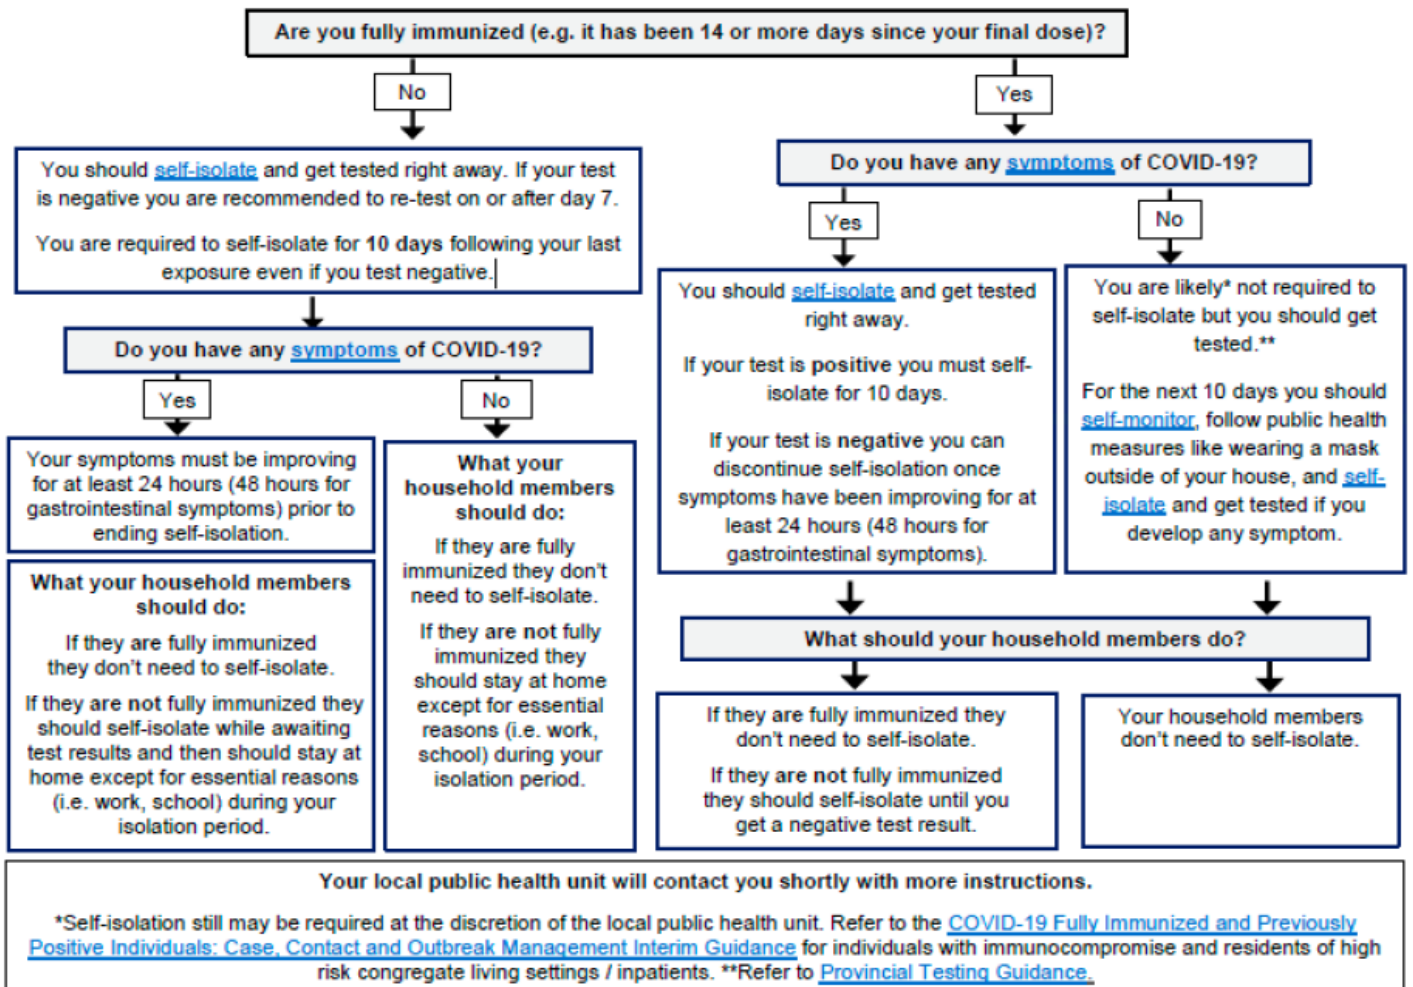 Are you fully immunized (e.g. it has been 14 or more days since your final dose)?
No
Yes
You should self-isolate and get tested right away. If your test
is negative you are recommended to re-test on or after day 7.
You are required to self-isolate for 10 days following your last
exposure even if you test negative.
Do you have any symptoms of COVID-19?
Yes
No
Your symptoms must be improving
for at least 24 hours (48 hours for
gastrointestinal symptoms) prior to
ending self-isolation.
What your household members
should do:
If they are fully immunized
they don't need to self-isolate.
If they are not fully immunized they
should self-isolate while awaiting
test results and then should stay at
home except for essential reasons
(i.e. work, school) during your
isolation period.
What your
household members
should do:
If they are fully
immunized they don't
need to self-isolate.
If they are not fully
immunized they
should stay at home
except for essential
reasons (i.e. work,
school) during your
isolation period.
Do you have any symptoms of COVID-19?
Yes
No
You should self-isolate and get tested
right away.
If your test is positive you must self-
isolate for 10 days.
If your test is negative you can
discontinue self-isolation once
symptoms have been improving for at
least 24 hours (48 hours for
gastrointestinal symptoms).
You are likely* not required to
self-isolate but you should get
tested.**
For the next 10 days you should
self-monitor, follow public health
measures like wearing a mask
outside of your house, and self-
isolate and get tested if you
develop any symptom.
What should your household members do?
If they are fully immunized they
don't need to self-isolate.
If they are not fully immunized
they should self-isolate until you
get a negative test result.
Your household members
don't need to self-isolate.
Your local public health unit will contact you shortly with more instructions.
*Self-isolation still may be required at the discretion of the local public health unit. Refer to the COVID-19 Fully Immunized and Previously
Positive Individuals: Case, Contact and Outbreak Management Interim Guidance for individuals with immunocompromise and residents of high
risk congregate living settings / inpatients. **Refer to Provincial Testing Guidance.